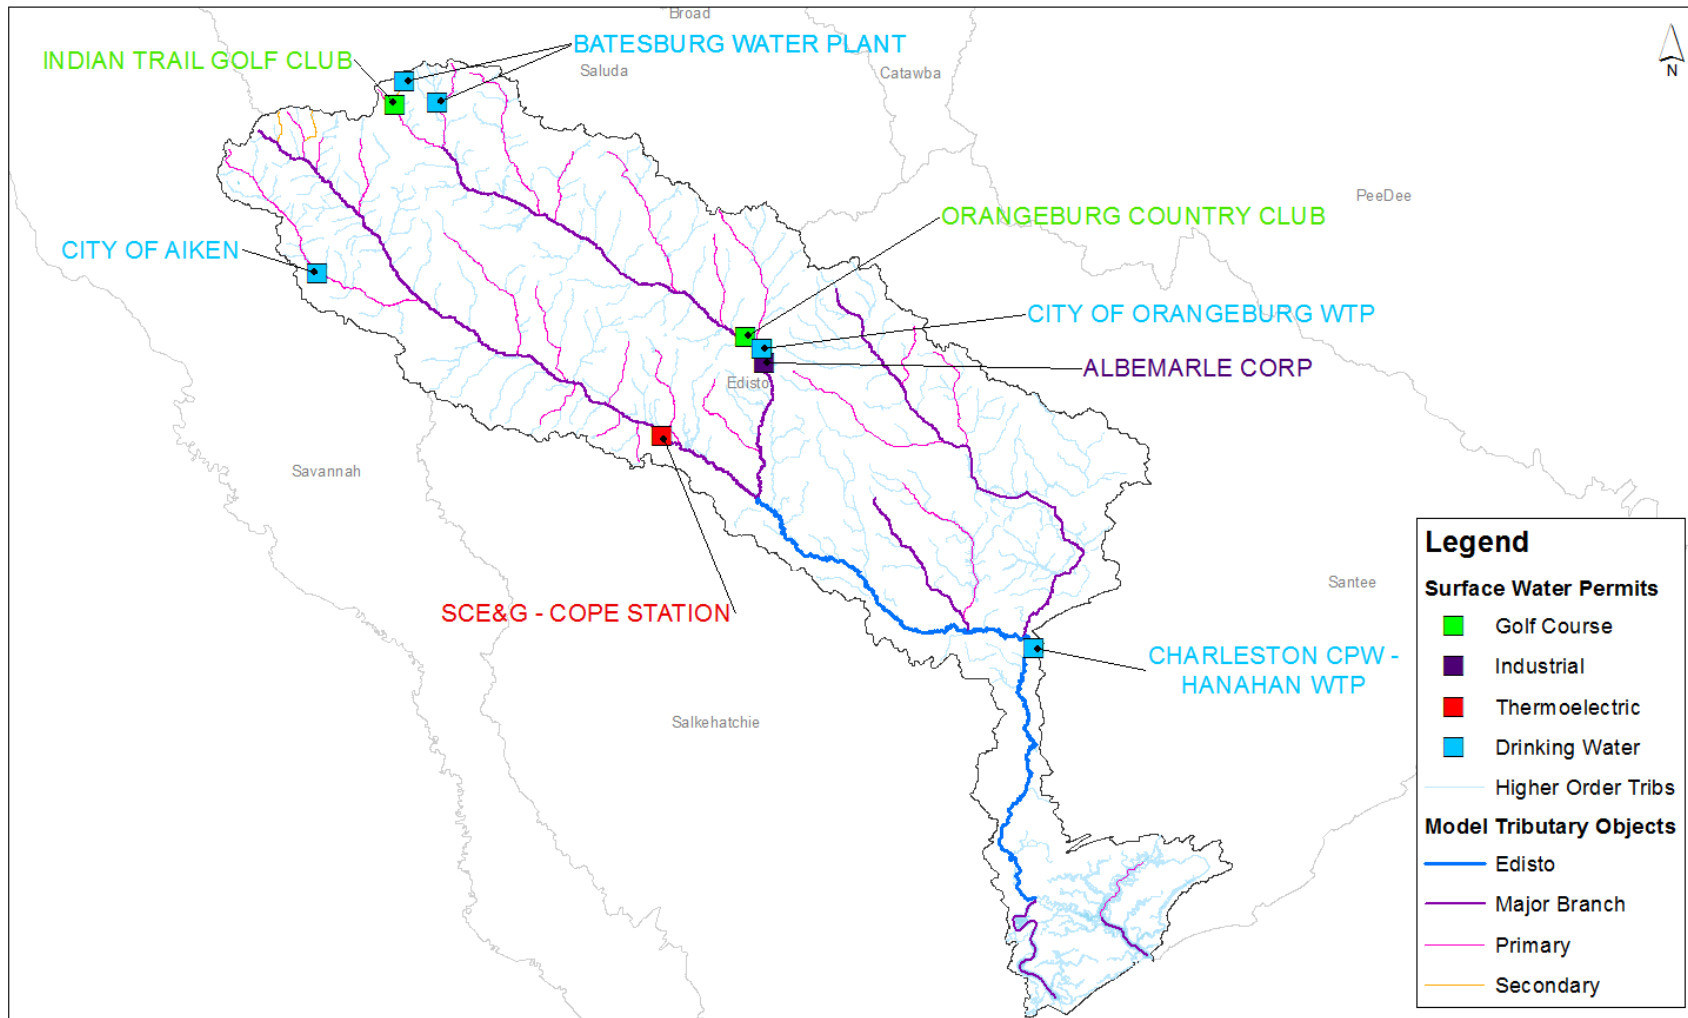 Broad
BATESBURG WATER PLANT
INDIAN TRAIL GOLF CLUB
Saluda
Catawba
N
PeeDee
ORANGEBURG COUNTRY CLUB
CITY OF AIKEN
CITY OF ORANGEBURG WTP
ALBEMARLE CORP
Edisto
Savannah
SCE&G - COPE STATION
Santee
CHARLESTON CPW -
HANAHAN WTP
Salkehatchie
Legend
Surface Water Permits
Golf Course
Industrial
Thermoelectric
Drinking Water
Higher Order Tribs
Model Tributary Objects
Edisto
Major Branch
Primary
Secondary